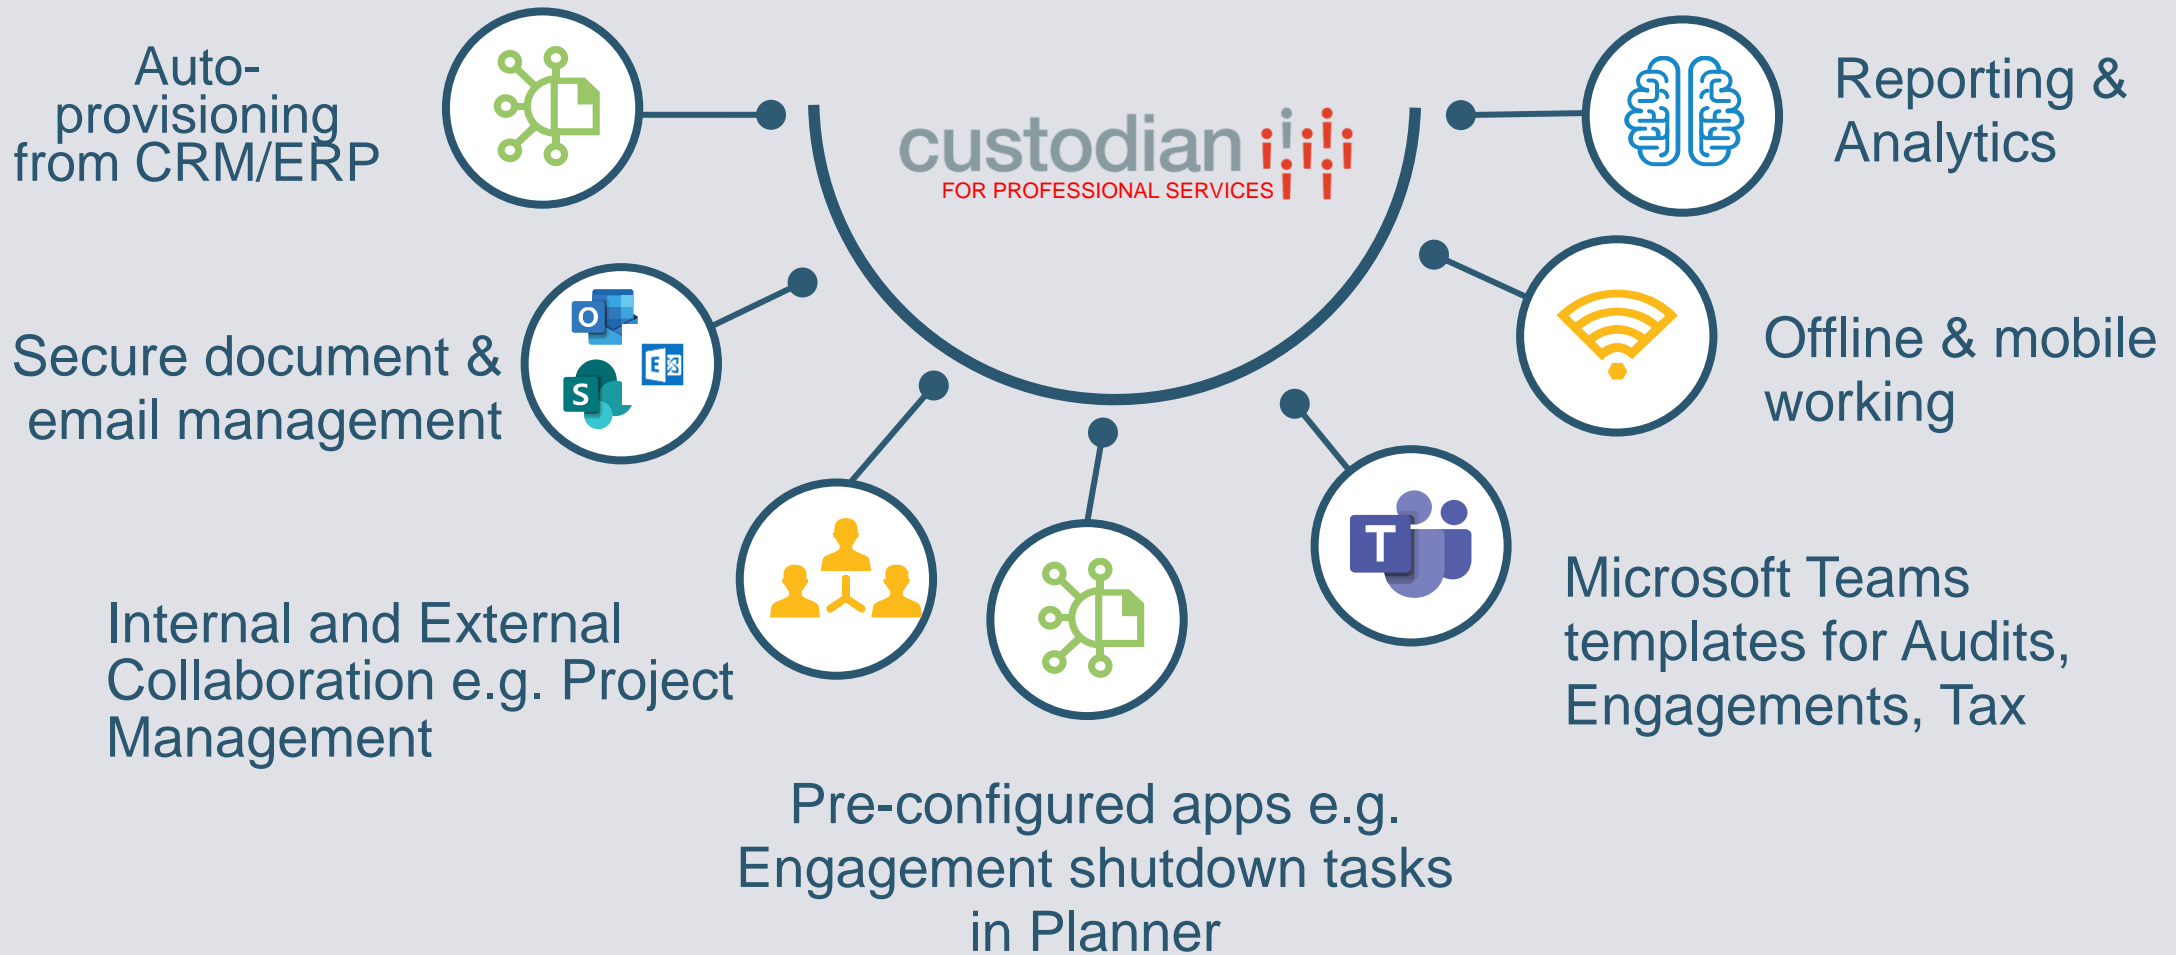 Auto-
provisioning
from CRM/ERP
custodian
FOR PROFESSIONAL SERVICES
Reporting &
Analytics
Secure document &
email management
O
E
S
Offline & mobile
working
Internal and External
Collaboration e.g. Project
Management
T
Microsoft Teams
templates for Audits,
Engagements, Tax
Pre-configured apps e.g.
Engagement shutdown tasks
in Planner